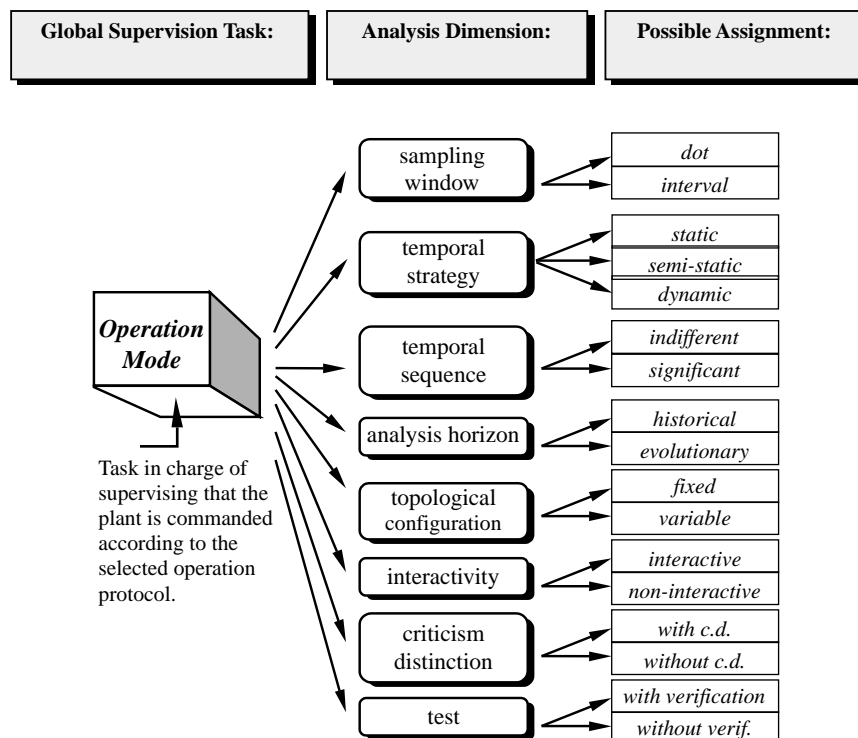 Global Supervision Task:
Analysis Dimension:
Possible Assignment:
Operation
Mode
Task in charge of
supervising that the
plant is commanded
according to the
selected operation
protocol.
sampling
window
dot
interval
temporal
strategy
static
semi-static
dynamic
temporal
sequence
indifferent
significant
analysis horizon
historical
evolutionary
topological
configuration
fixed
variable
interactivity
interactive
non-interactive
criticism
distinction
with c.d.
without c.d.
test
with verification
without verif.